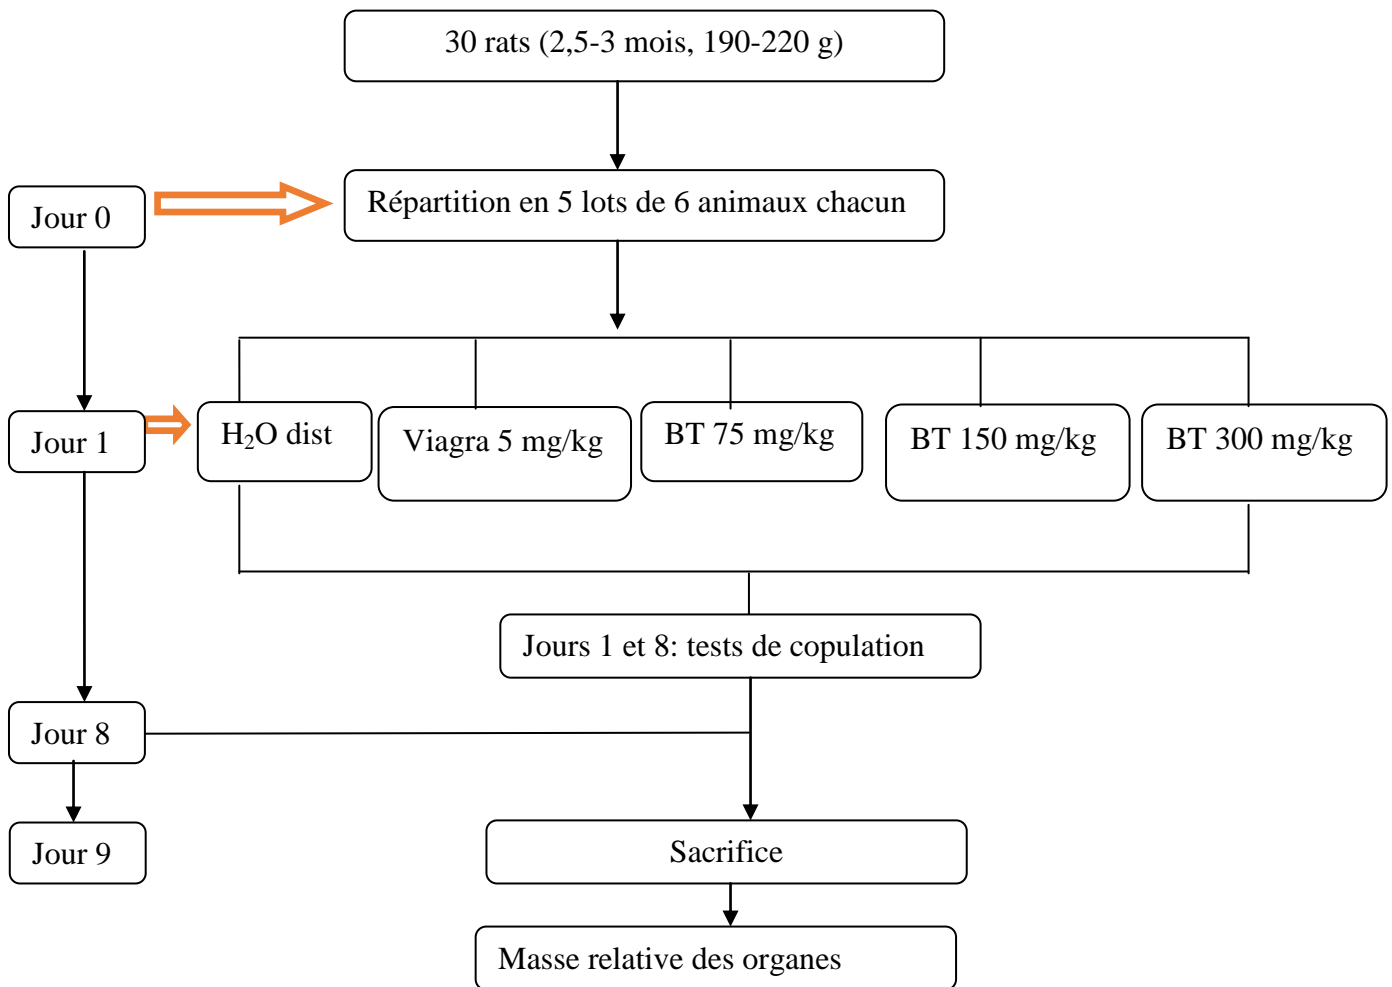 30 rats (2,5-3 mois, 190-220 g)
Jour 0
Répartition en 5 lots de 6 animaux chacun
Jour 1
H₂O dist
Viagra 5 mg/kg
BT 75 mg/kg
BT 150 mg/kg
BT 300 mg/kg
Jours 1 et 8: tests de copulation
Jour 8
Jour 9
Sacrifice
Masse relative des organes